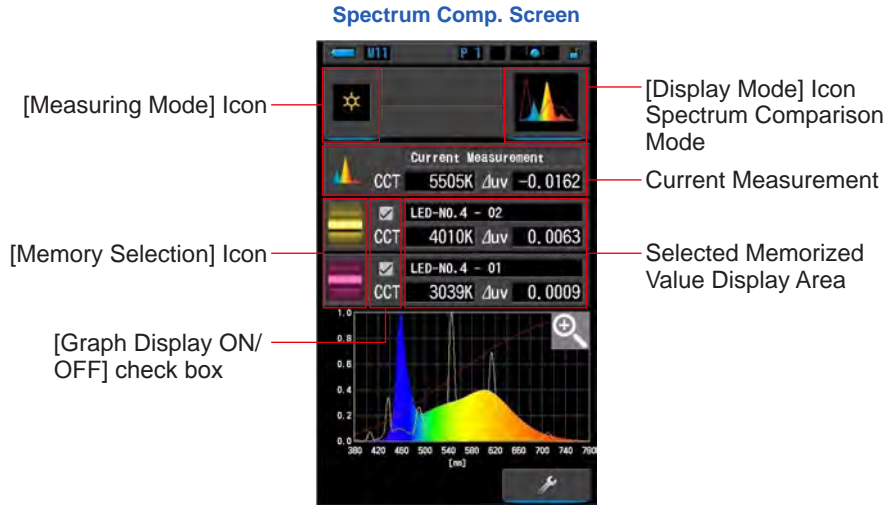 Spectrum Comp. Screen
M11 P 1
[Measuring Mode] Icon
[Display Mode] Icon
Spectrum Comparison
Mode
Current Measurement
CCT 5505K ⊿uv -0.0162
Current Measurement
LED-NO.4 - 02
CCT 4010K ⊿uv 0.0063
[Memory Selection] Icon
LED-NO.4 - 01
CCT 3039K ⊿uv 0.0009
Selected Memorized
Value Display Area
[Graph Display ON/
OFF] check box
1.0
0.8
0.6
0.4
0.2
0.0
380 420 460 500 540 580 620 660 700 740 780
[nm]